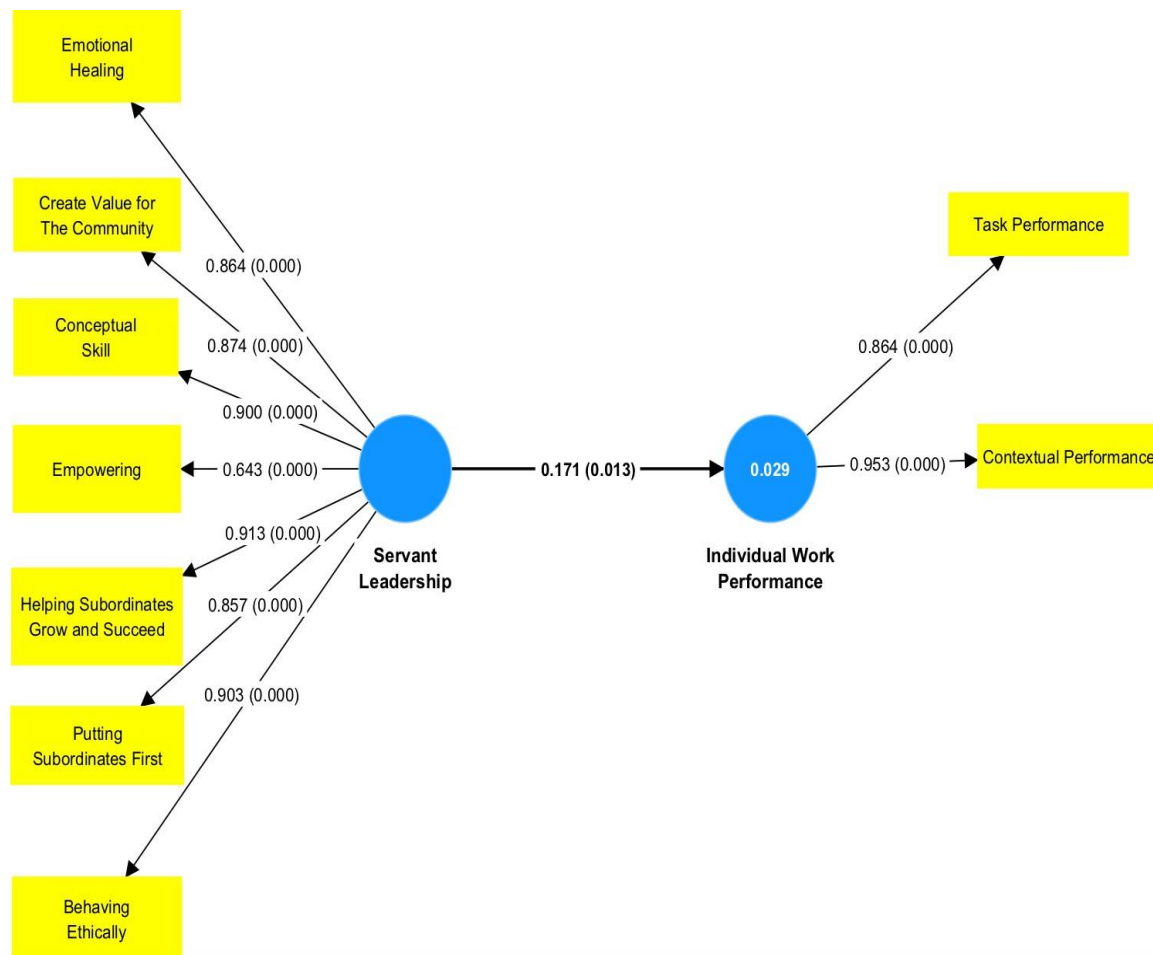 Emotional
Healing
Create Value for
The Community
Conceptual
Skill
Empowering
Helping Subordinates
Grow and Succeed
Putting
Subordinates First
Behaving
Ethically
0.864 (0.000)
0.874 (0.000)
0.900 (0.000)
0.643 (0.000)
0.913 (0.000)
0.857 (0.000)
0.903 (0.000)
Servant
Leadership
0.171 (0.013)
0.029
Individual Work
Performance
0.864 (0.000)
0.953 (0.000)
Task Performance
Contextual Performance